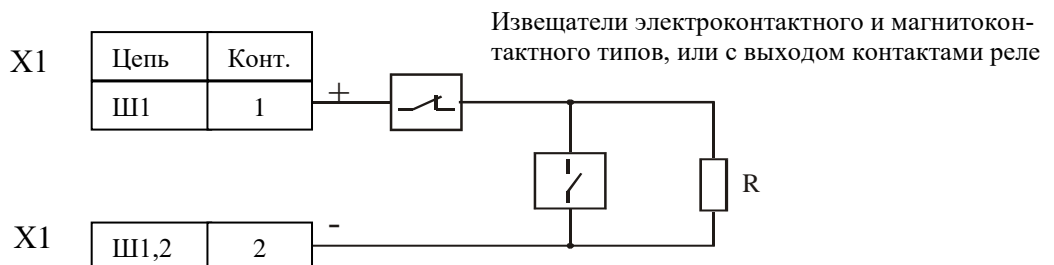 Извещатели электроконтактного и магнитокон-
тактного типов, или с выходом контактами реле
X1
Цепь Конт.
Ш1 1
+
R
-
X1
Ш1,2 2